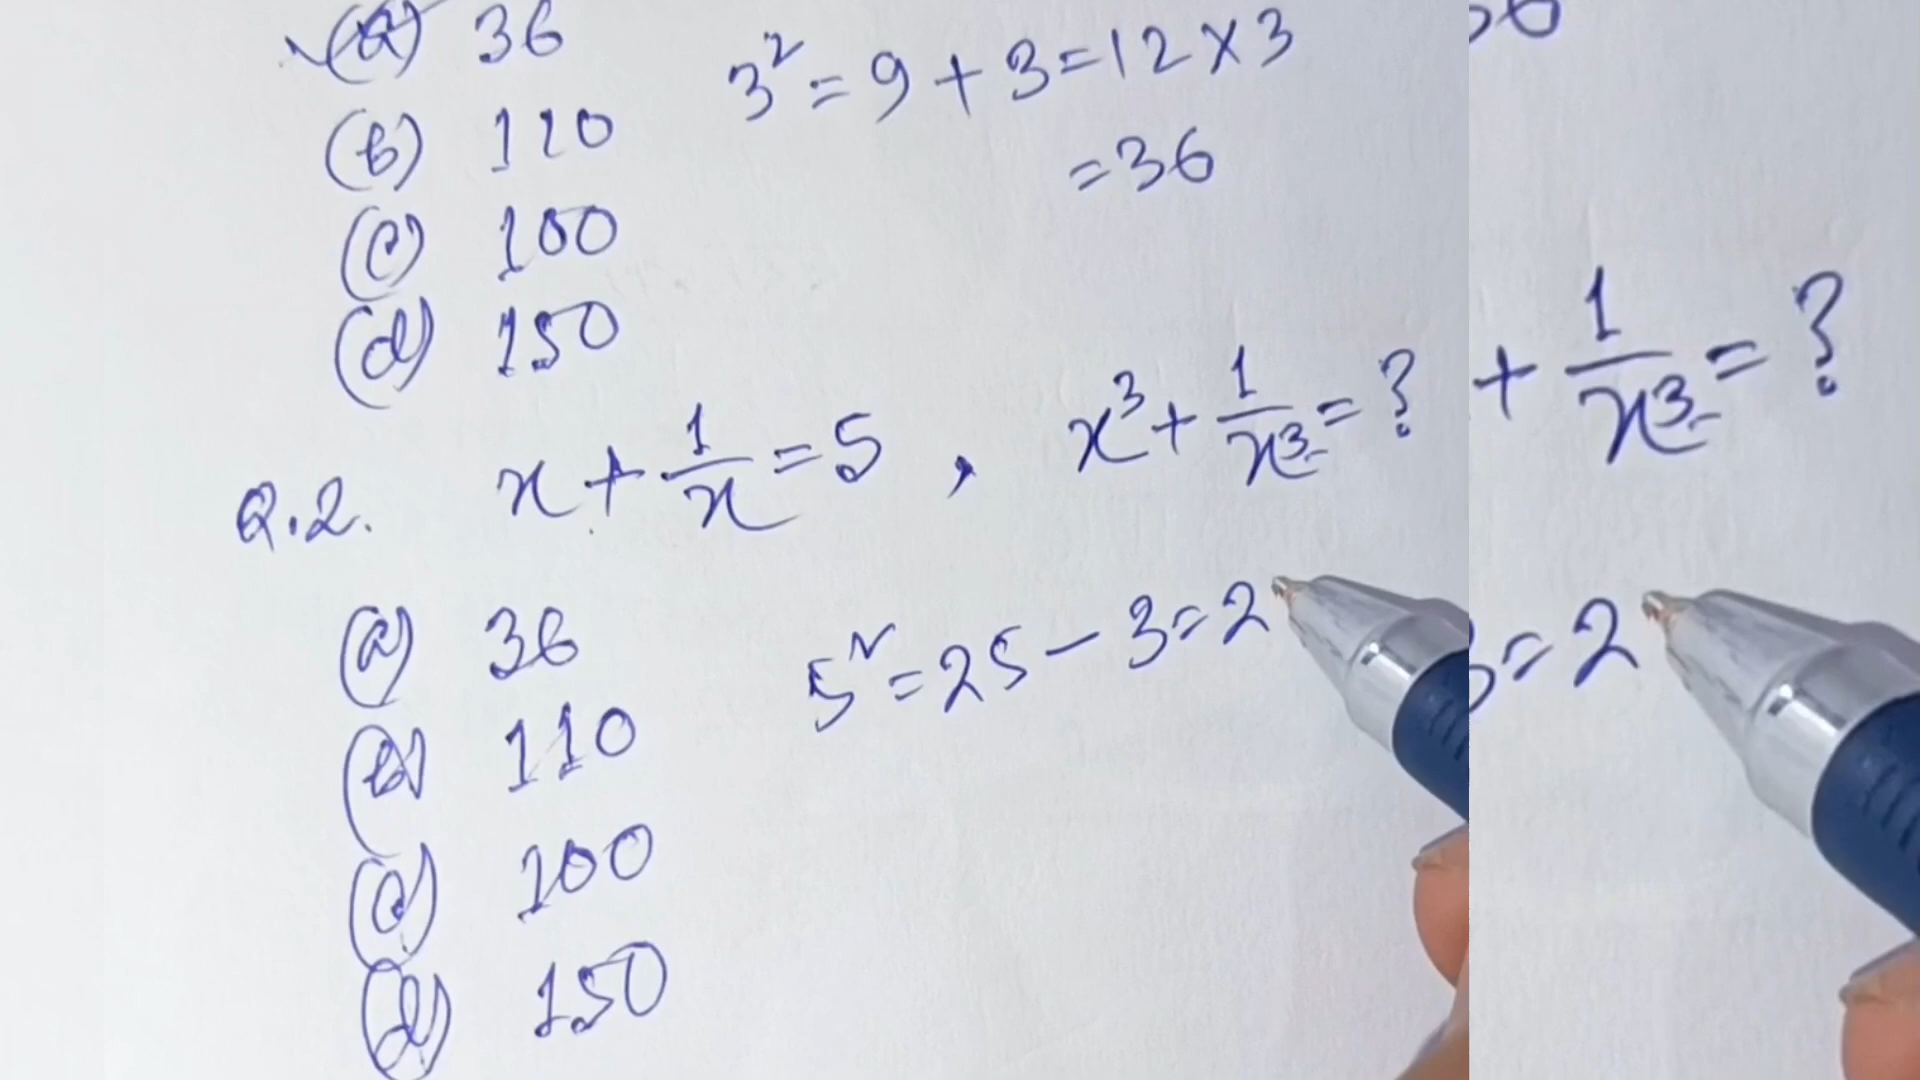 (a) 36
3² = 9 + 3 = 12 × 3
= 36
(b) 110
(c) 100
(d) 150
Q.2. x + 1/x = 5 , x³ + 1/x³ = ?
(a) 36
5² = 25 - 3 = 2
(b) 110
(c) 100
(d) 150
+ 1/x³ = ?
3 = 2